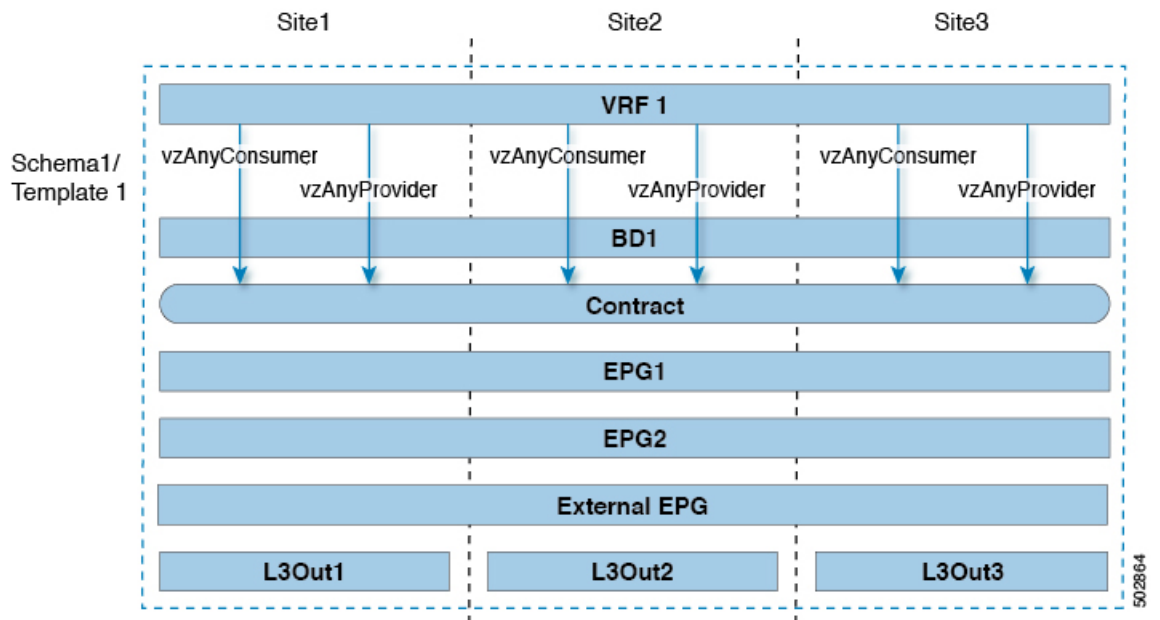 Site1 Site2 Site3
VRF 1
Schema1/
Template 1
vzAnyConsumer vzAnyConsumer vzAnyConsumer
vzAnyProvider vzAnyProvider vzAnyProvider
BD1
Contract
EPG1
EPG2
External EPG
L3Out1 L3Out2 L3Out3
502864